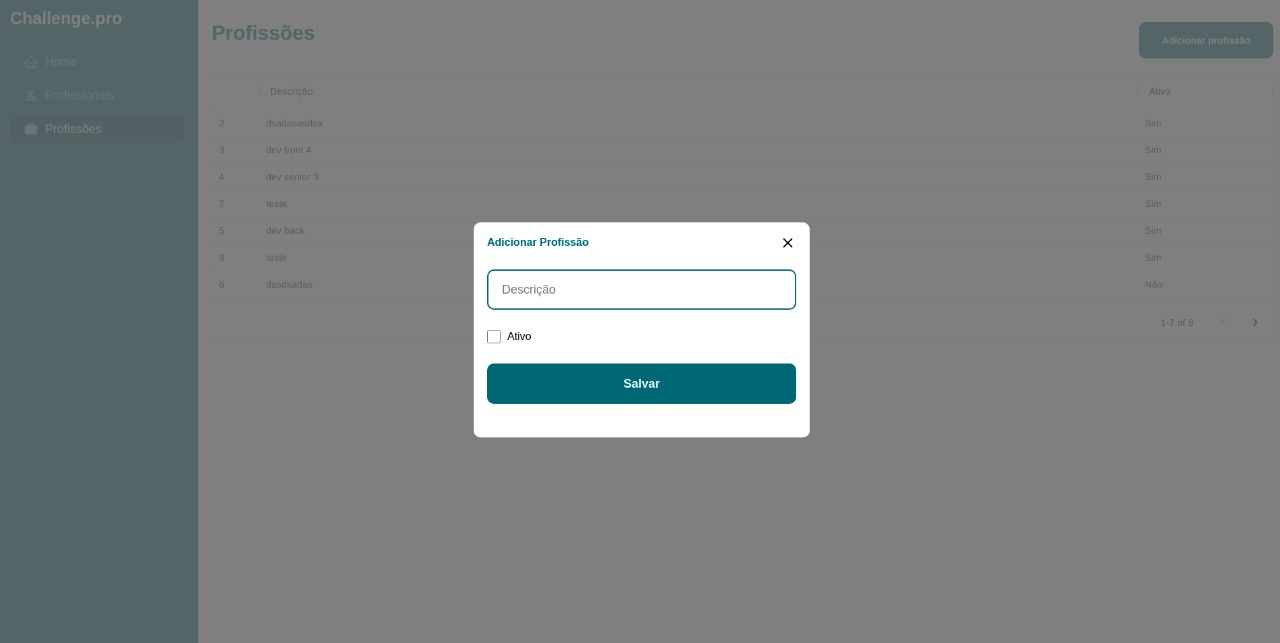 Challenge.pro
Home
Profissionais
Profissões
Profissões
Adicionar profissão
Descrição Ativo
2 dsadasasdsa Sim
3 dev front 4 Sim
4 dev senior 3 Sim
7 teste Sim
5 dev back Sim
8 teste Sim
6 dasdsadas Não
1-7 of 8
Adicionar Profissão
Descrição
Ativo
Salvar